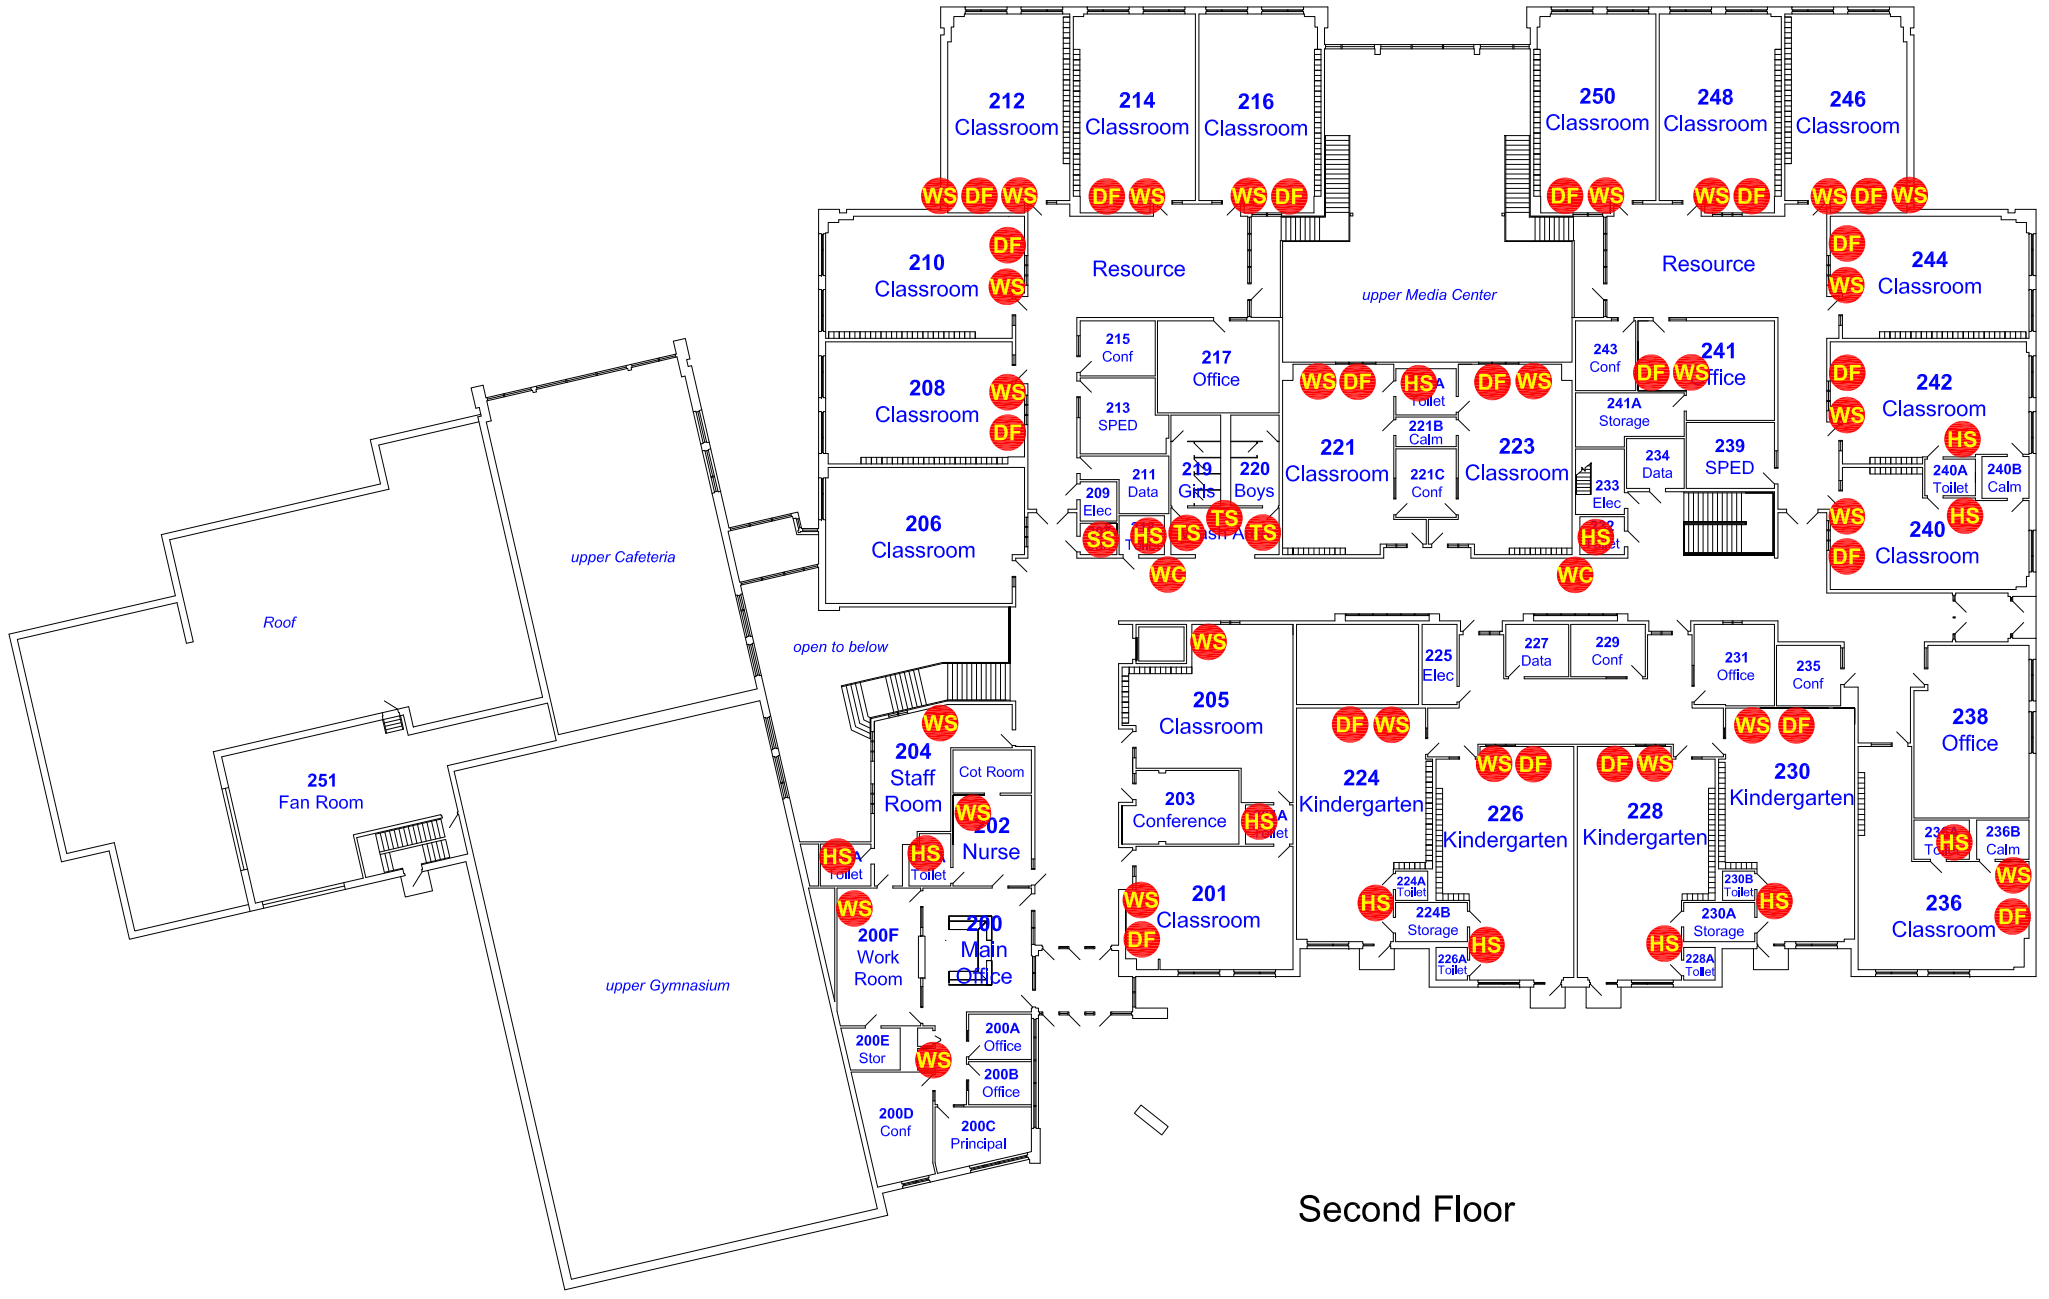 212
Classroom
214
Classroom
216
Classroom
250
Classroom
248
Classroom
246
Classroom
WS DF WS
DF WS
WS DF
DF WS
WS DF
WS DF WS
210
Classroom
DF
WS
Resource
upper Media Center
Resource
DF
WS
244
Classroom
208
Classroom
WS
DF
215
Conf
217
Office
213
SPED
WS DF
HS
DF WS
243
Conf
241
DF WS
241A
Storage
221B
Calm
221
Classroom
223
Classroom
221C
Conf
DF
WS
242
Classroom
HS
240A
Toilet
240B
Calm
HS
206
Classroom
209
Elec
211
Data
219
Girls
220
Boys
234
Data
239
SPED
233
Elec
WS
DF
240
Classroom
SS
HS
TS
TS
TS
HS
WC
WC
upper Cafeteria
Roof
open to below
WS
205
Classroom
225
Elec
227
Data
229
Conf
231
Office
235
Conf
238
Office
WS
204
Staff
Room
Cot Room
WS
202
Nurse
251
Fan Room
203
Conference
HS
DF WS
224
Kindergarten
WS DF
226
Kindergarten
DF WS
228
Kindergarten
WS DF
230
Kindergarten
HS
Toilet
HS
Toilet
HS
236B
Calm
WS
DF
236
Classroom
WS
200F
Work
Room
200
Main
Office
WS
DF
201
Classroom
224A
Toilet
HS
224B
Storage
HS
226A
Toilet
230B
Toilet
HS
230A
Storage
HS
228A
Toilet
upper Gymnasium
200E
Stor
WS
200A
Office
200B
Office
200D
Conf
200C
Principal
Second Floor